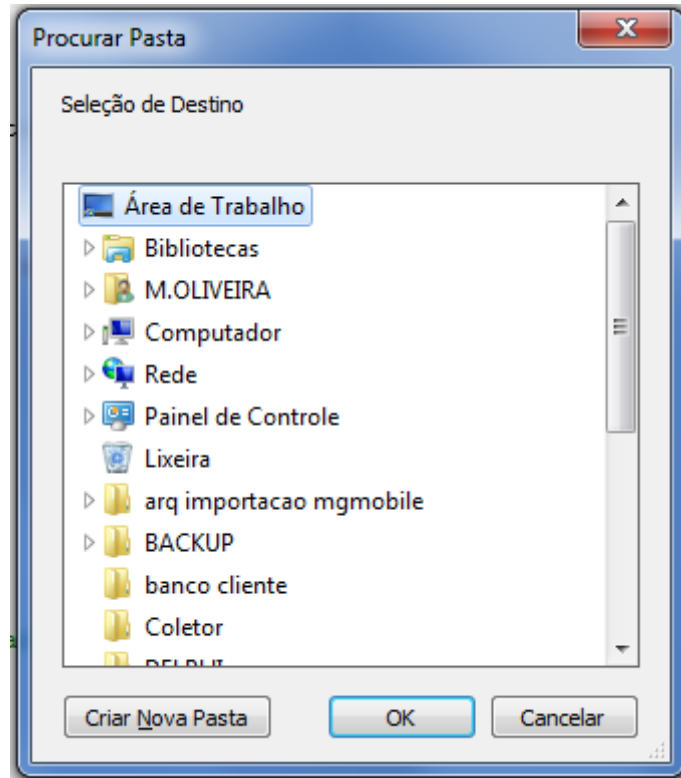 Procurar Pasta
Seleção de Destino
Área de Trabalho
Bibliotecas
M.OLIVEIRA
Computador
Rede
Painel de Controle
Lixeira
arq importacao mgmobile
BACKUP
banco cliente
Coletor
DELPHI
Criar Nova Pasta
OK
Cancelar